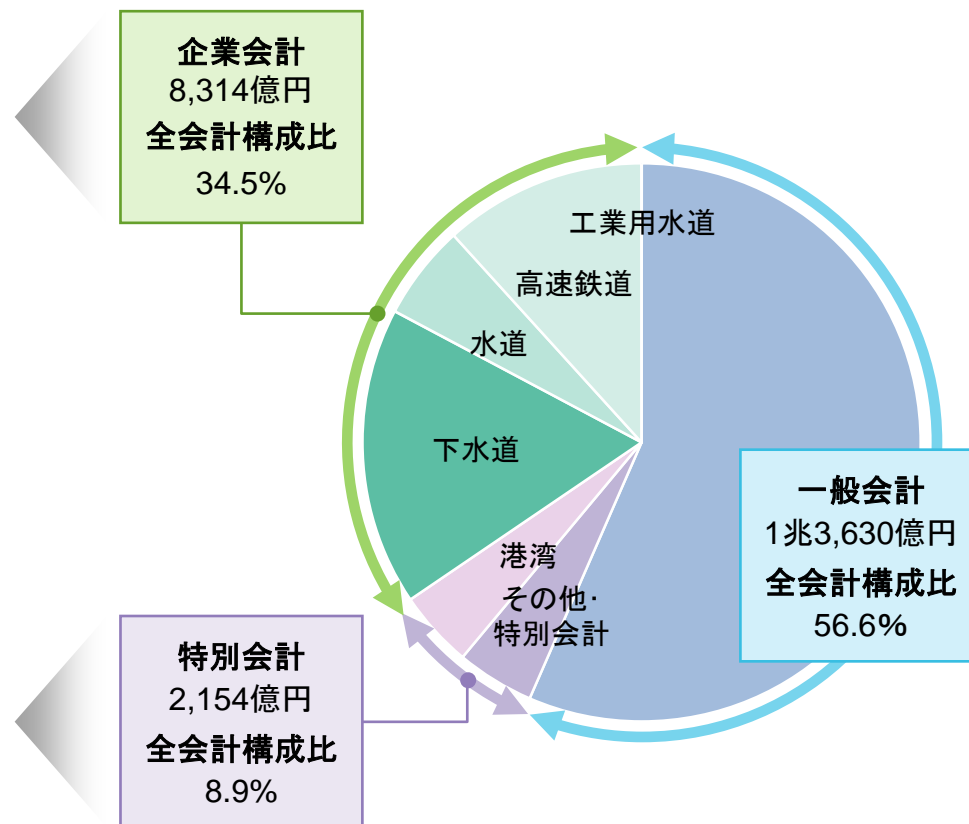 企業会計
8,314億円
全会計構成比
34.5%
工業用水道
高速鉄道
水道
下水道
港湾
その他・
特別会計
一般会計
1兆3,630億円
全会計構成比
56.6%
特別会計
2,154億円
全会計構成比
8.9%